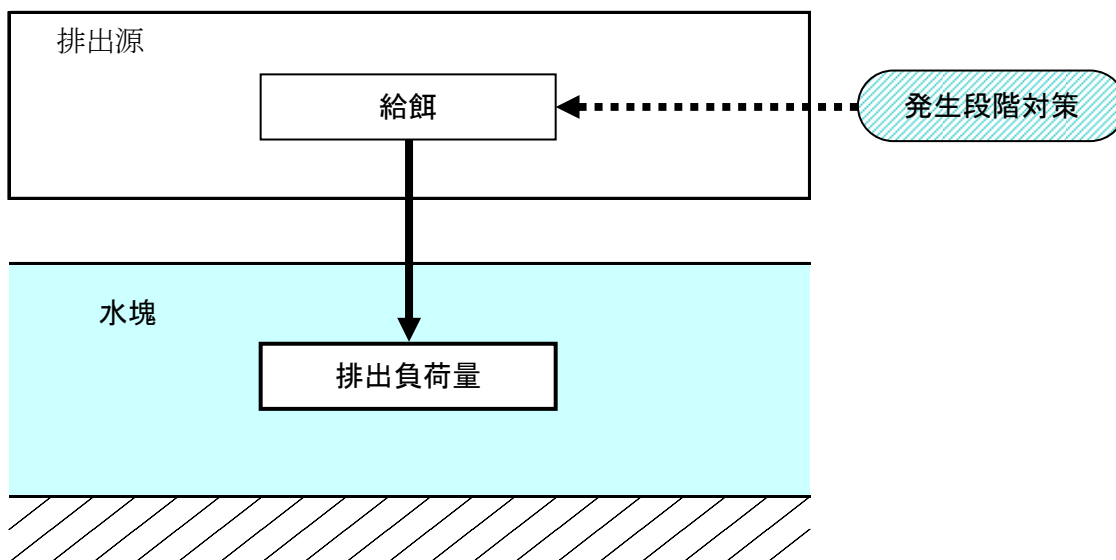 排出源
給餌
発生段階対策
水塊
排出負荷量